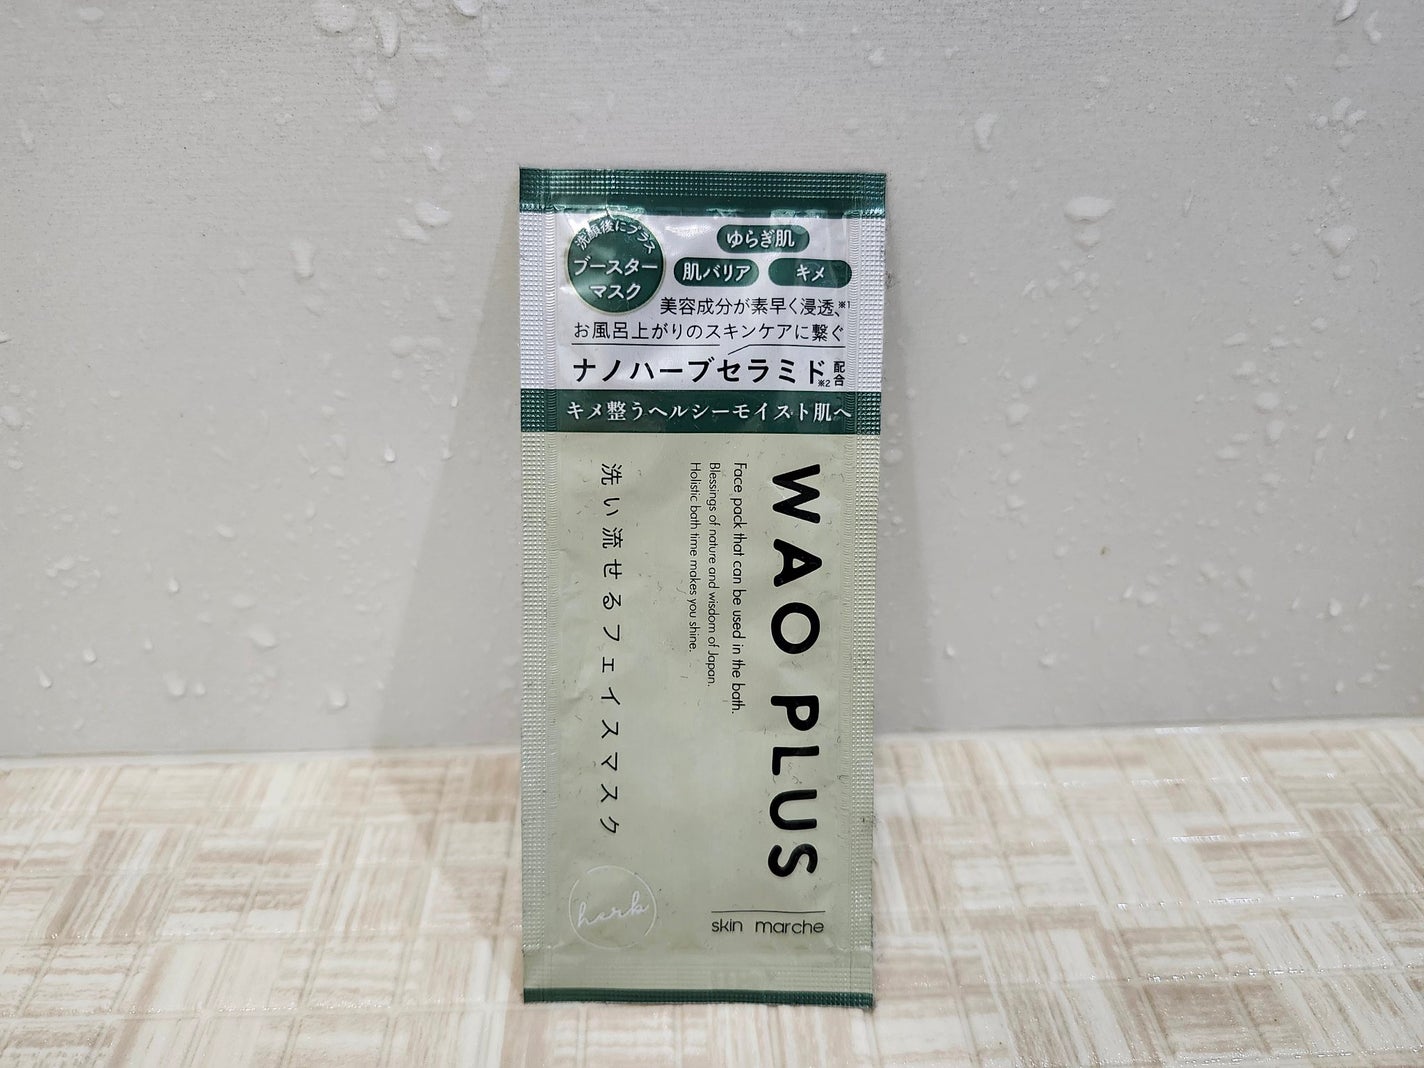 洗顔後にプラス
ブースター
マスク
ゆらぎ肌
肌バリア
キメ
美容成分が素早く浸透、※1
お風呂上がりのスキンケアに繋ぐ
ナノハーブセラミド※2配合
キメ整うヘルシーモイスト肌へ
WAO PLUS
Face pack that can be used in the bath.
Blessings of nature and wisdom of Japan.
Holistic bath time makes you shine.
洗い流せるフェイスマスク
herb
skin marche